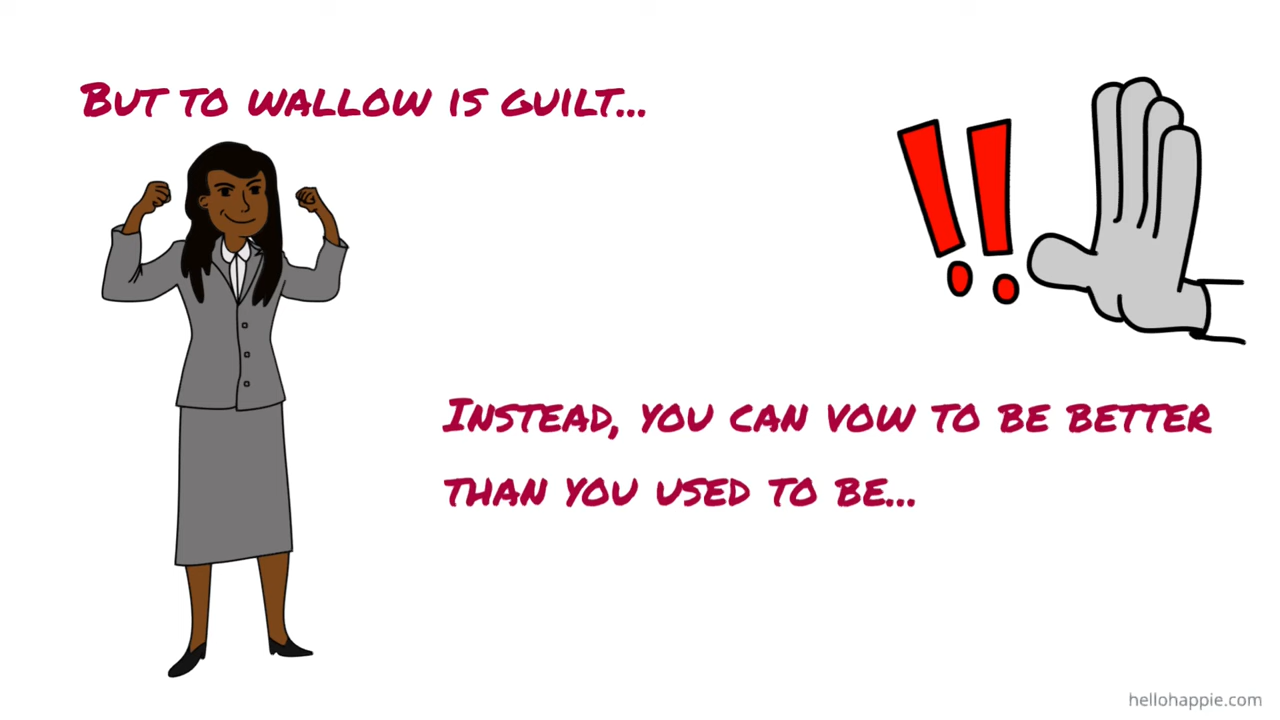 But to wallow is guilt...
Instead, you can vow to be better
than you used to be...
hellohappie.com